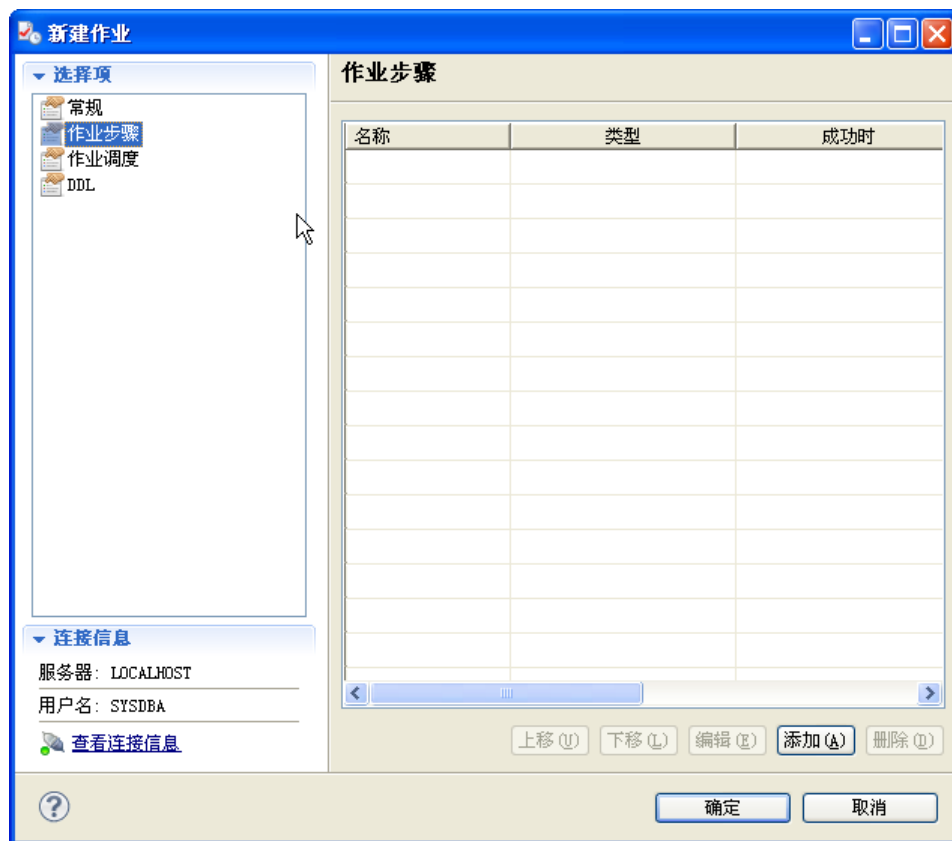 新建作业
选择项
常规
作业步骤
作业调度
DDL
连接信息
服务器: LOCALHOST
用户名: SYSDBA
查看连接信息
作业步骤
名称 类型 成功时
上移(U) 下移(L) 编辑(E) 添加(A) 删除(D)
? 确定 取消